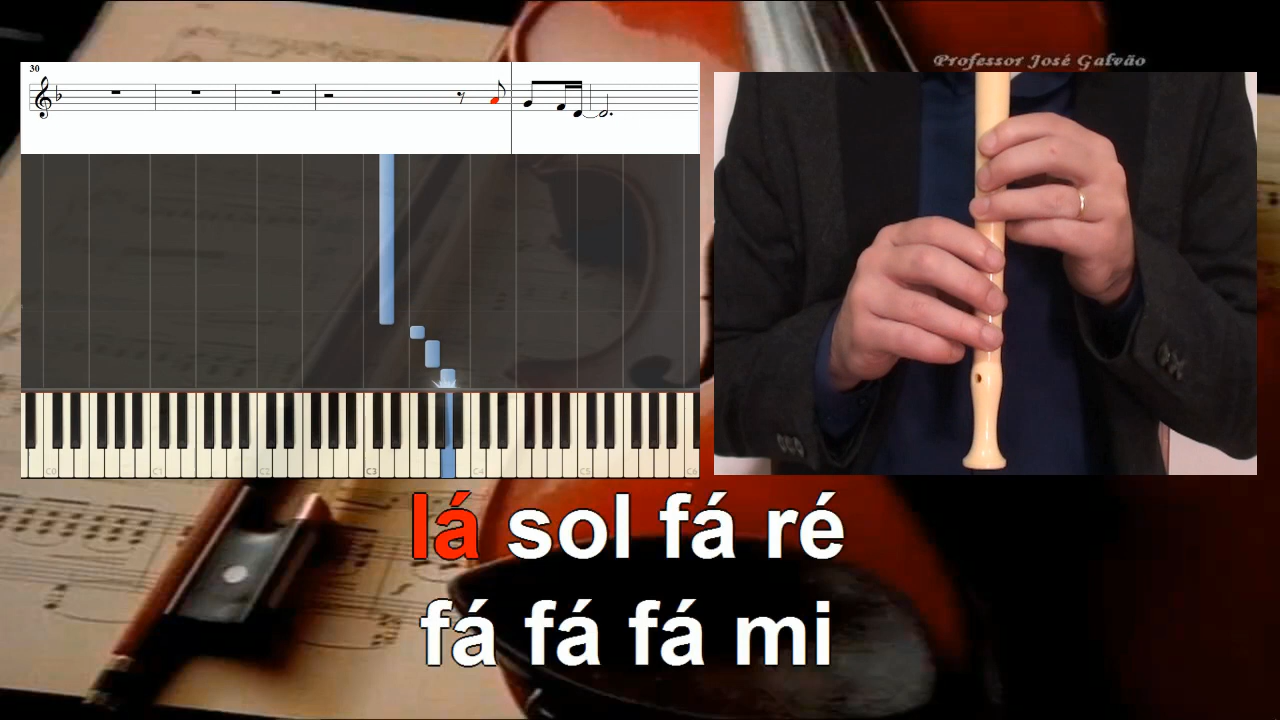 Professor José Galvão
30
C0 C1 C2 C3 C4 C5 C6
lá sol fá ré
fá fá fá mi